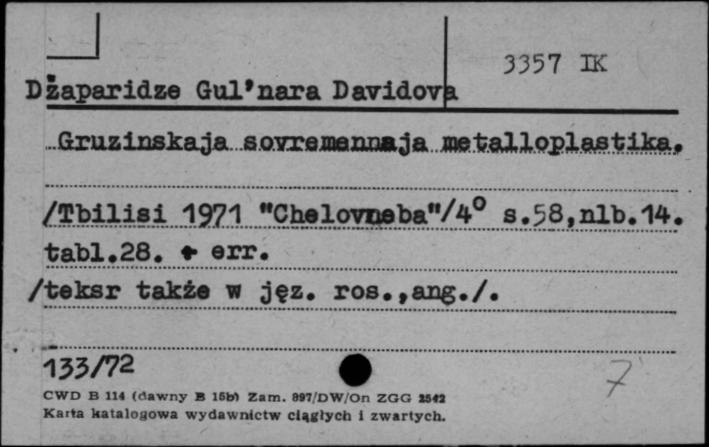 3357 IK
Dżaparidze Gul'nara Davidova
Gruzinskaja sovremennaja metalloplastika.
/Tbilisi 1971 "Chelovneba"/4° s.58,nlb.14.
tabl.28. + err.
/teksr także w jęz. ros.,ang./.
133/72
7
CWD B 114 (dawny B 15b) Zam. 897/DW/On ZGG 2542
Karta katalogowa wydawnictw ciągłych i zwartych.